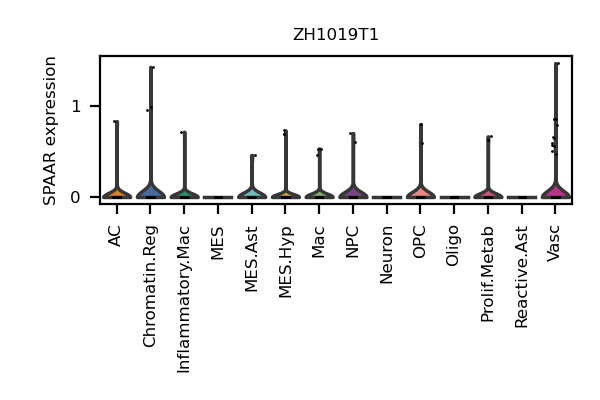 ZH1019T1
SPAAR expression
1
0
AC
Chromatin.Reg
Inflammatory.Mac
MES
MES.Ast
MES.Hyp
Mac
NPC
Neuron
OPC
Oligo
Prolif.Metab
Reactive.Ast
Vasc